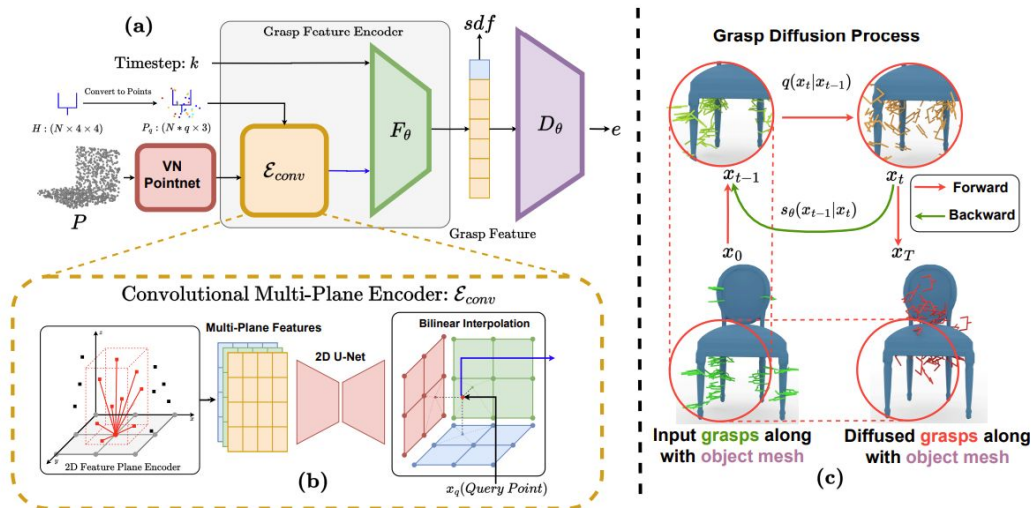 (a)
Grasp Feature Encoder
sdf
Timestep: k
Convert to Points
H : (N × 4 × 4)
P_q : (N * q × 3)
VN
Pointnet
P
ℰ_conv
F_θ
D_θ
e
Grasp Feature
Convolutional Multi-Plane Encoder: ℰ_conv
Multi-Plane Features
2D U-Net
Bilinear Interpolation
z
x
y
2D Feature Plane Encoder
(b)
x_q(Query Point)
Grasp Diffusion Process
q(x_t|x_{t-1})
x_{t-1}
x_t
Forward
Backward
s_θ(x_{t-1}|x_t)
x_0
x_T
Input grasps along
with object mesh
Diffused grasps along
with object mesh
(c)